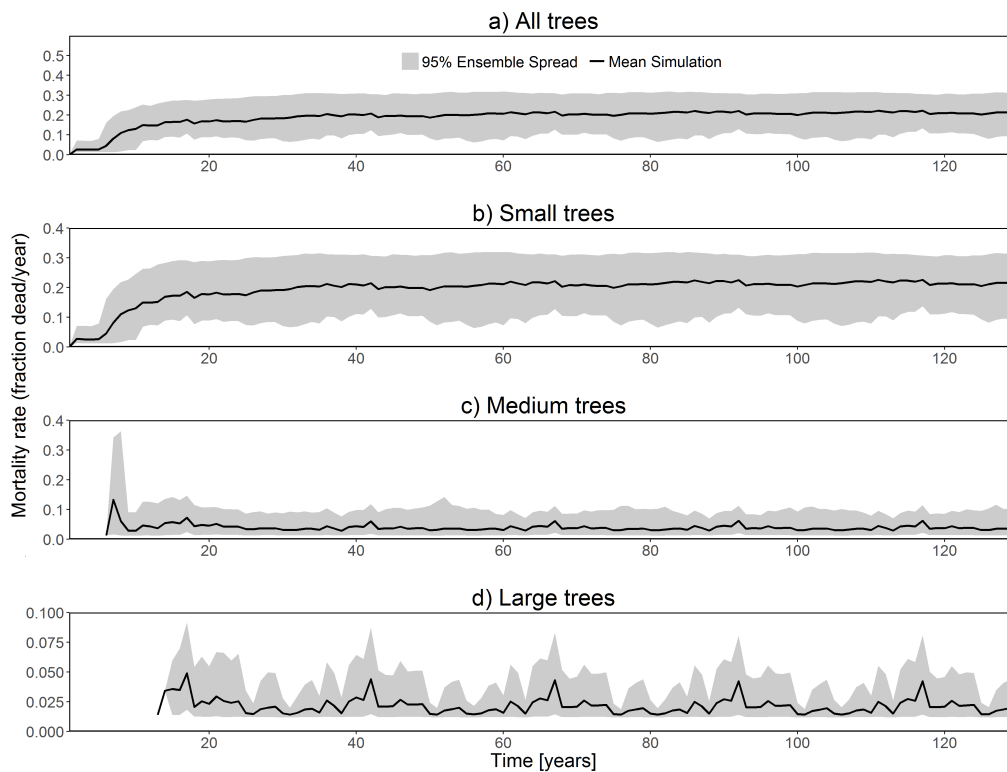 a) All trees
0.5
0.4
0.3
0.2
0.1
0.0
95% Ensemble Spread Mean Simulation
20 40 60 80 100 120
b) Small trees
0.4
0.3
0.2
0.1
0.0
20 40 60 80 100 120
Mortality rate (fraction dead/year)
c) Medium trees
0.4
0.3
0.2
0.1
0.0
20 40 60 80 100 120
d) Large trees
0.100
0.075
0.050
0.025
0.000
20 40 60 80 100 120
Time [years]